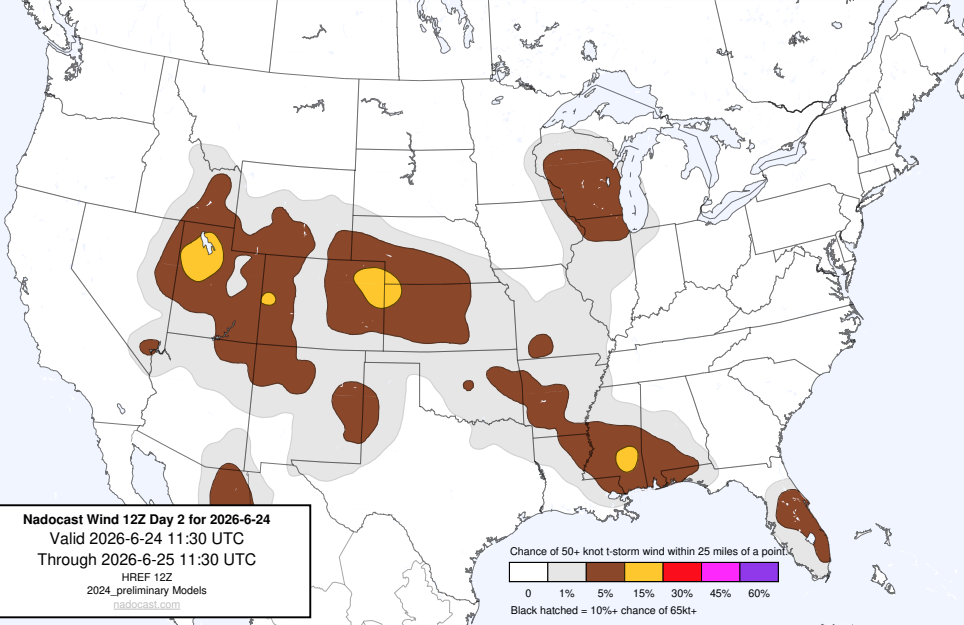 Nadocast Wind 12Z Day 2 for 2026-6-24
Valid 2026-6-24 11:30 UTC
Through 2026-6-25 11:30 UTC
HREF 12Z
2024_preliminary Models
nadocast.com
Chance of 50+ knot t-storm wind within 25 miles of a point.
0 1% 5% 15% 30% 45% 60%
Black hatched = 10%+ chance of 65kt+